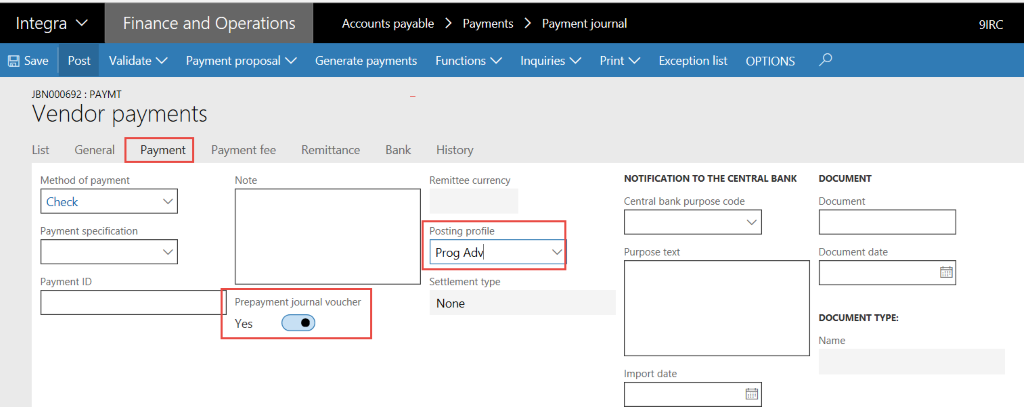 Integra
Finance and Operations
Accounts payable > Payments > Payment journal
9IRC
Save
Post
Validate
Payment proposal
Generate payments
Functions
Inquiries
Print
Exception list
OPTIONS
JBN000692 : PAYMT
Vendor payments
List
General
Payment
Payment fee
Remittance
Bank
History
Method of payment
Check
Payment specification
Payment ID
Note
Prepayment journal voucher
Yes
Remittee currency
Posting profile
Prog Adv
Settlement type
None
NOTIFICATION TO THE CENTRAL BANK
Central bank purpose code
Purpose text
Import date
DOCUMENT
Document
Document date
DOCUMENT TYPE:
Name